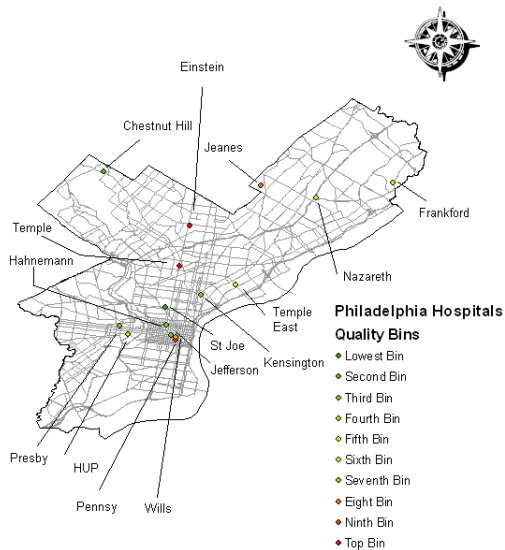 Einstein
Chestnut Hill
Jeanes
Frankford
Temple
Hahnemann
Nazareth
Temple
East
St Joe
Kensington
Jefferson
Presby
HUP
Pennsy
Wills
Philadelphia Hospitals
Quality Bins
Lowest Bin
Second Bin
Third Bin
Fourth Bin
Fifth Bin
Sixth Bin
Seventh Bin
Eight Bin
Ninth Bin
Top Bin